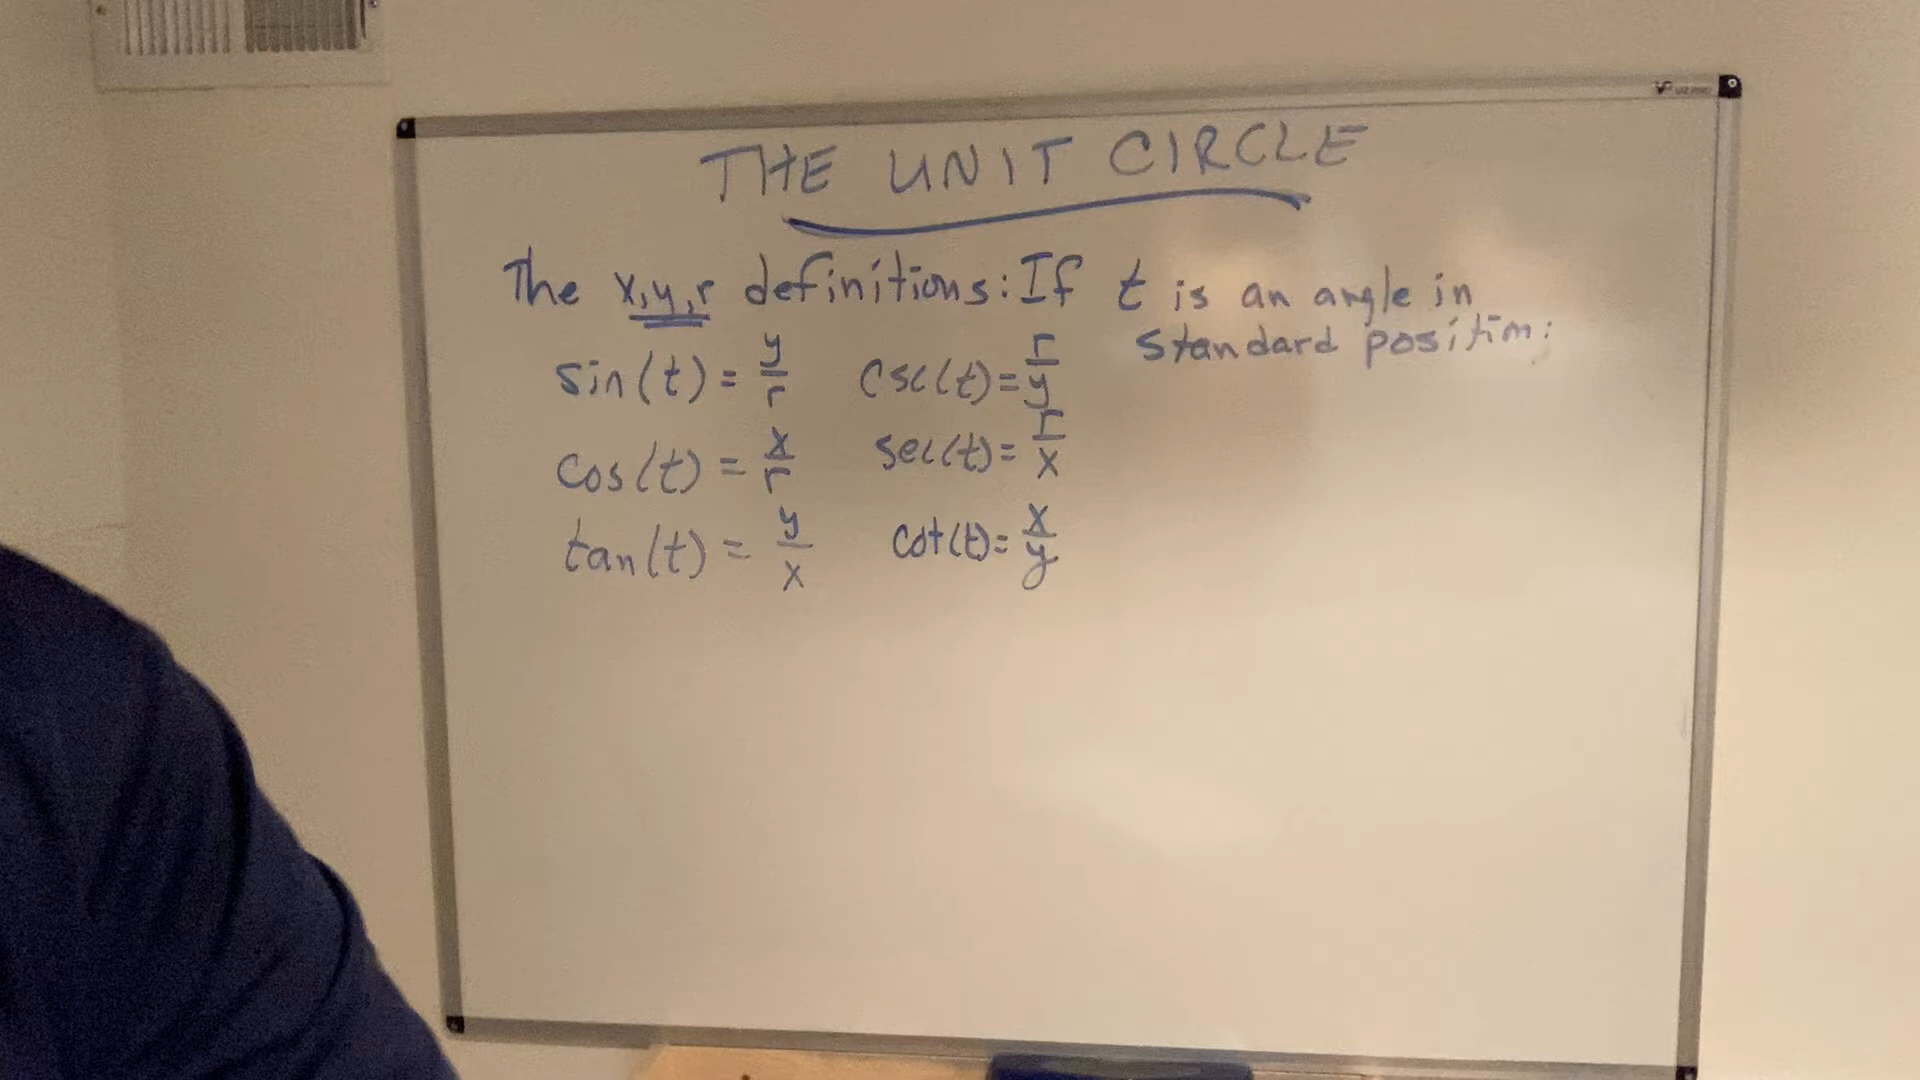 THE UNIT CIRCLE
The x,y,r definitions: If t is an angle in
standard position:
sin(t) = y/r csc(t) = r/y
cos(t) = x/r sec(t) = r/x
tan(t) = y/x cot(t) = x/y